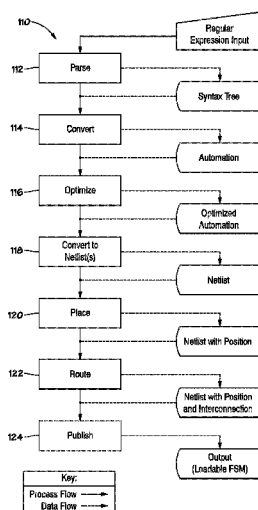 110
Regular
Expression Input
112
Parse
Syntax Tree
114
Convert
Automation
116
Optimize
Optimized
Automation
118
Convert to
Netlist(s)
Netlist
120
Place
Netlist with Position
122
Route
Netlist with Position
and Interconnection
124
Publish
Output
(Loadable FSM)
Key:
Process Flow
Data Flow